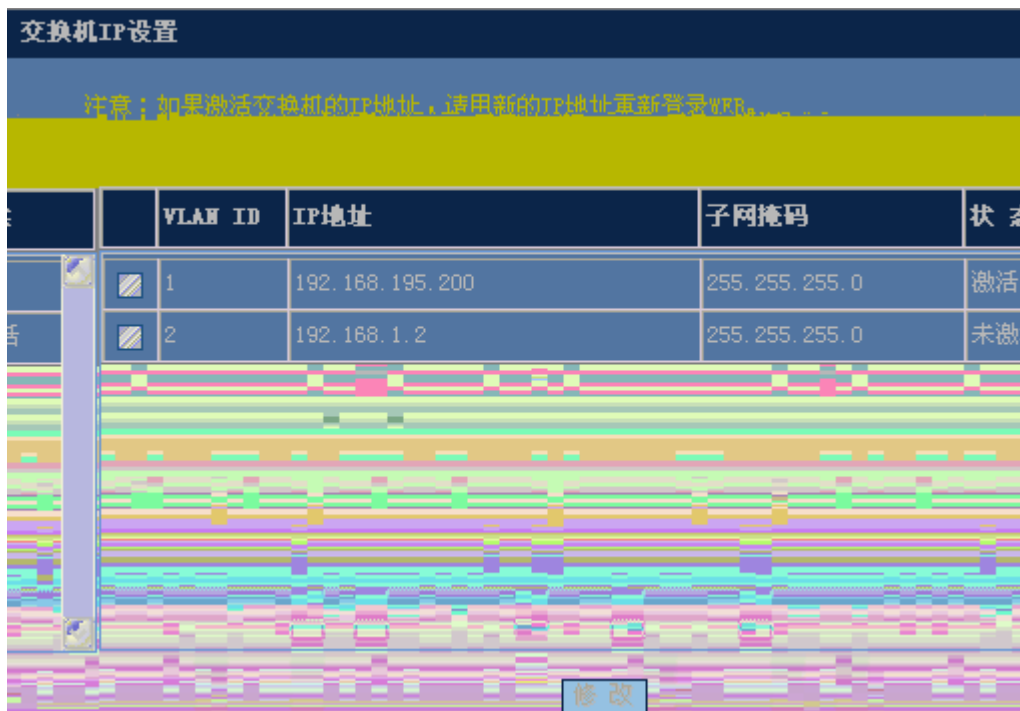 交换机IP设置
注意：如果激活交换机的IP地址，请用新的IP地址重新登录WEB。
VLAN ID IP地址 子网掩码 状
1 192.168.195.200 255.255.255.0 激活
活 2 192.168.1.2 255.255.255.0 未激
修 改